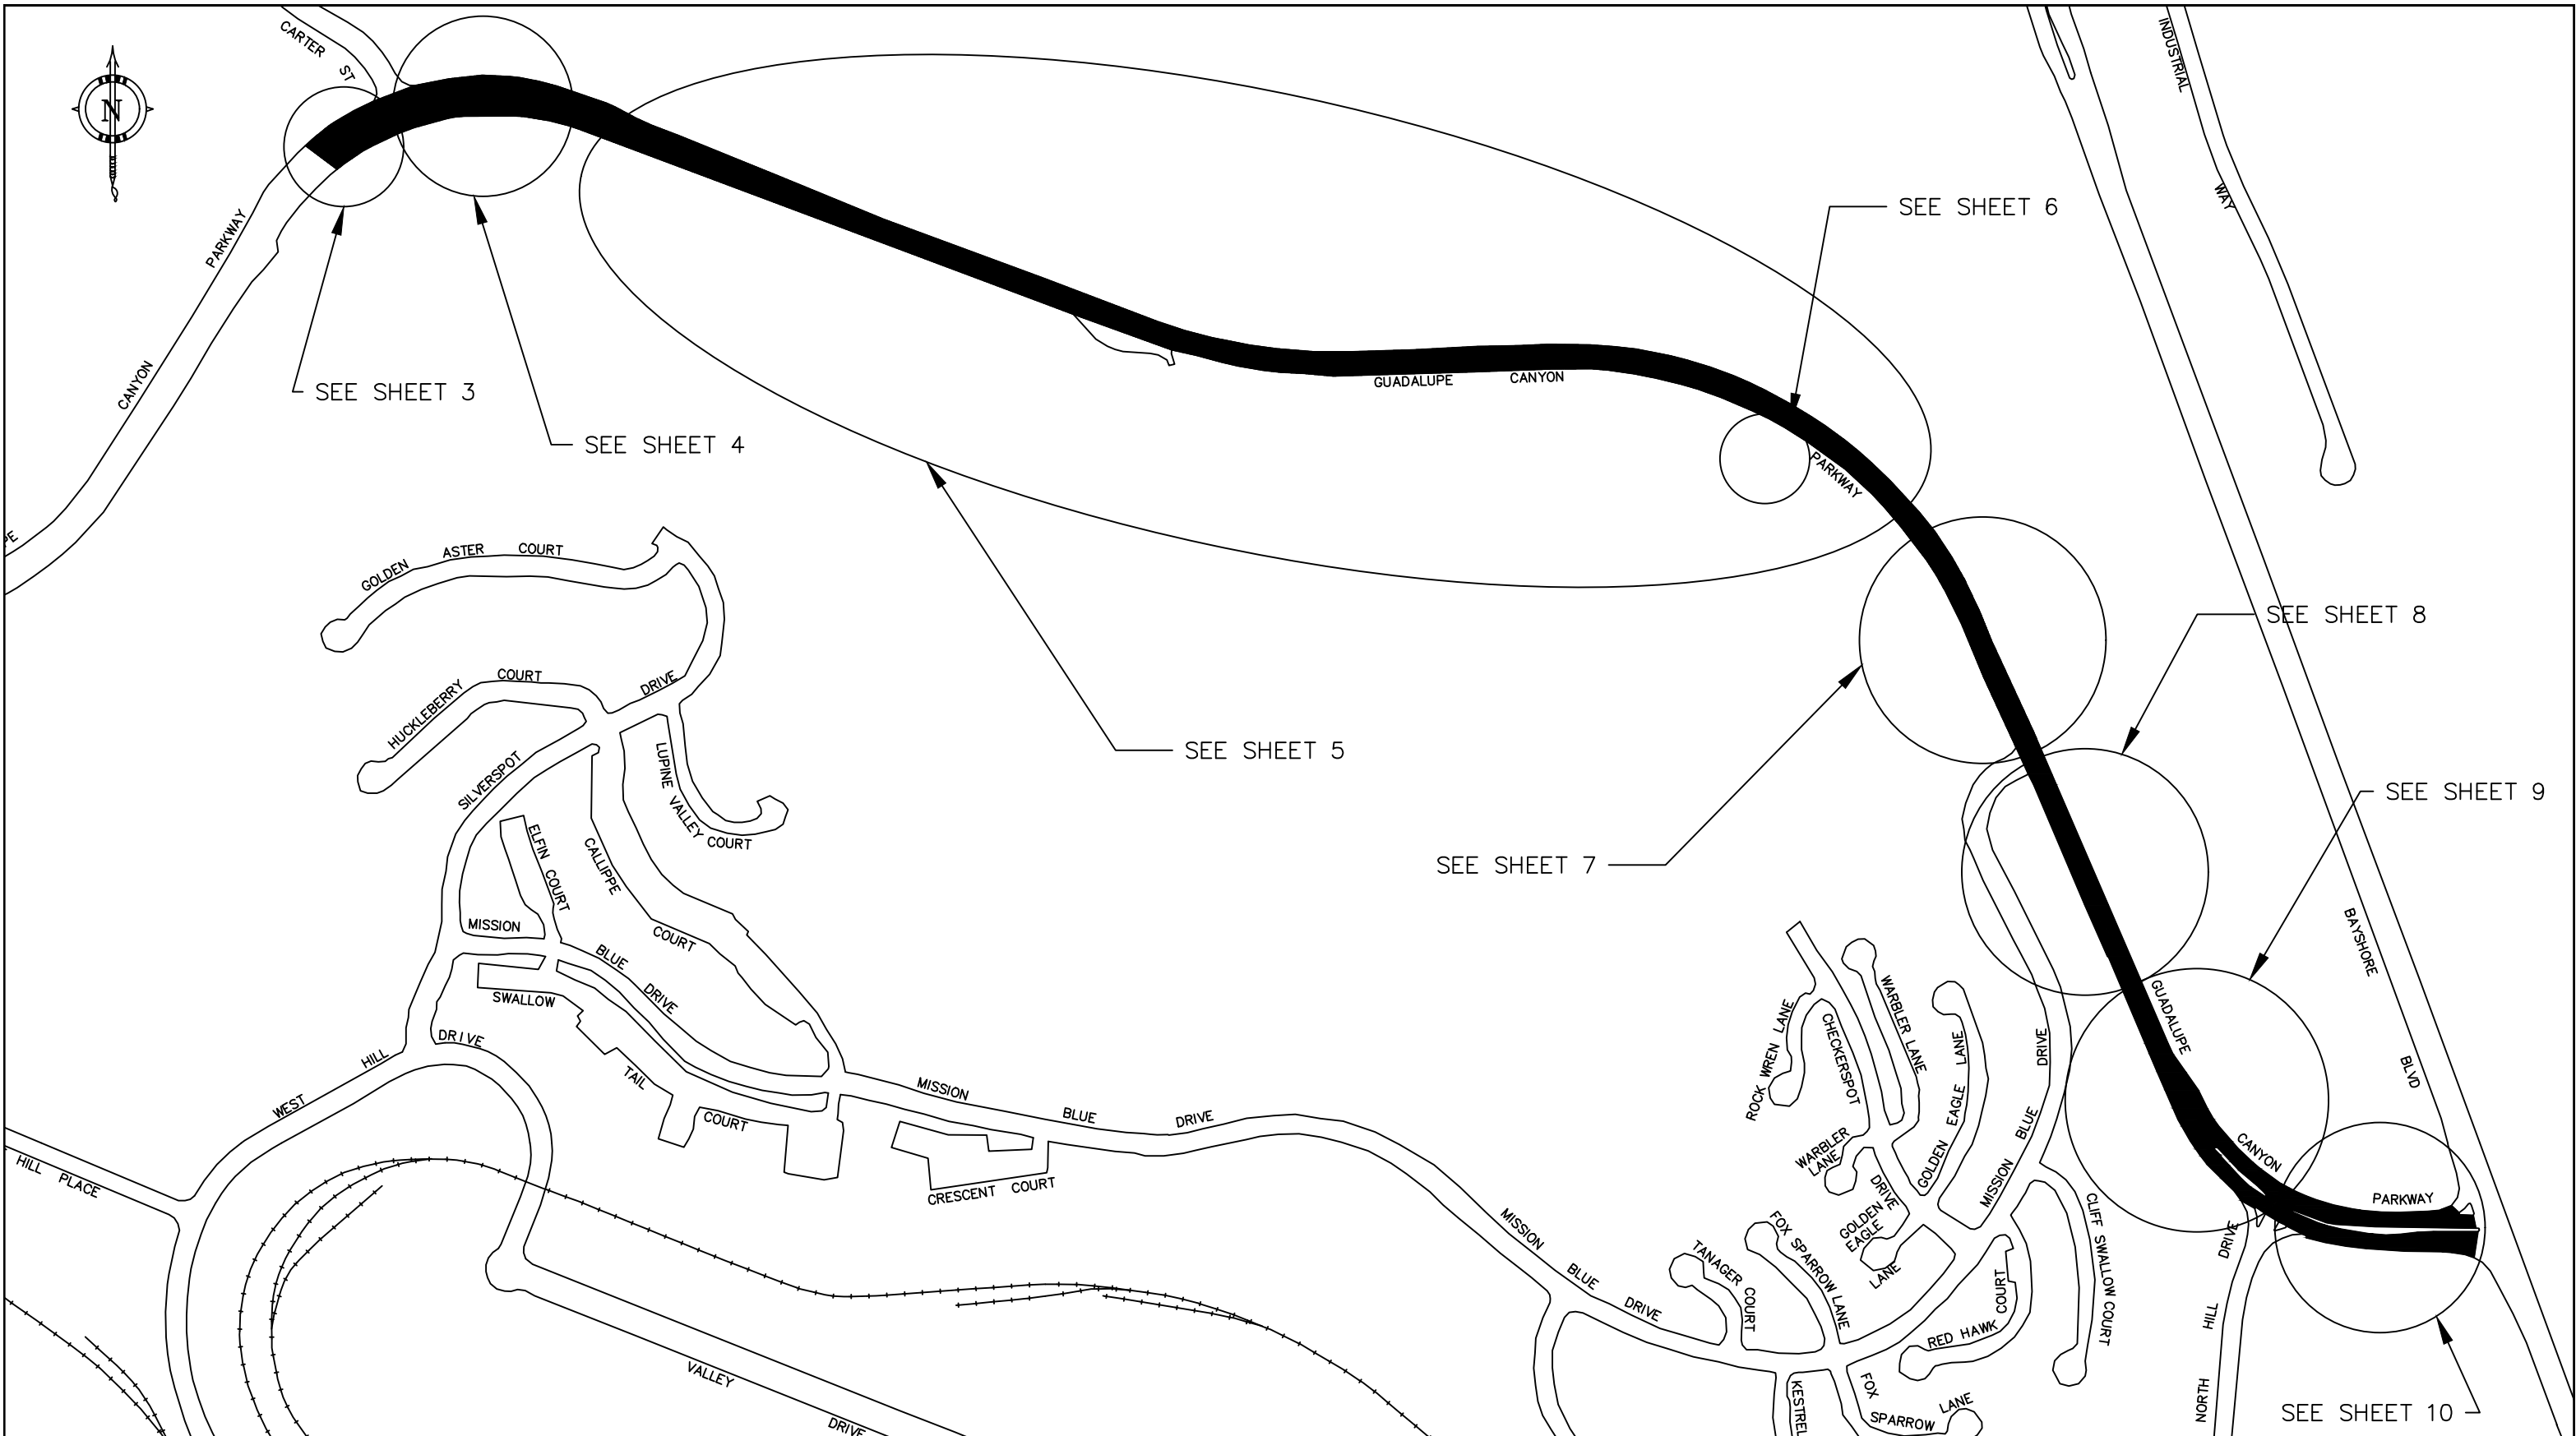 CARTER ST
INDUSTRIAL WAY
N
PARKWAY
CANYON
PE
SEE SHEET 3
SEE SHEET 4
SEE SHEET 6
GUADALUPE CANYON
PARKWAY
SEE SHEET 5
SEE SHEET 8
SEE SHEET 7
SEE SHEET 9
GOLDEN ASTER COURT
HUCKLEBERRY COURT
DRIVE
SILVERSPOT
LUPINE VALLEY COURT
ELFIN COURT
CALLIPPE
COURT
MISSION
BLUE
DRIVE
SWALLOW
TAIL
COURT
DRIVE
WEST HILL
HILL PLACE
MISSION BLUE DRIVE
CRESCENT COURT
VALLEY
DRIVE
MISSION
BLUE
DRIVE
ROCK WREN LANE
CHECKERSPOT
WARBLER LANE
GOLDEN EAGLE LANE
WARBLER
LANE
DRIVE
GOLDEN
EAGLE
LANE
MISSION BLUE DRIVE
FOX SPARROW LANE
TANAGER COURT
RED HAWK COURT
CLIFF SWALLOW COURT
KESTREL
FOX
SPARROW LANE
BAYSHORE
BLVD
GUADALUPE
CANYON
PARKWAY
NORTH HILL DRIVE
SEE SHEET 10